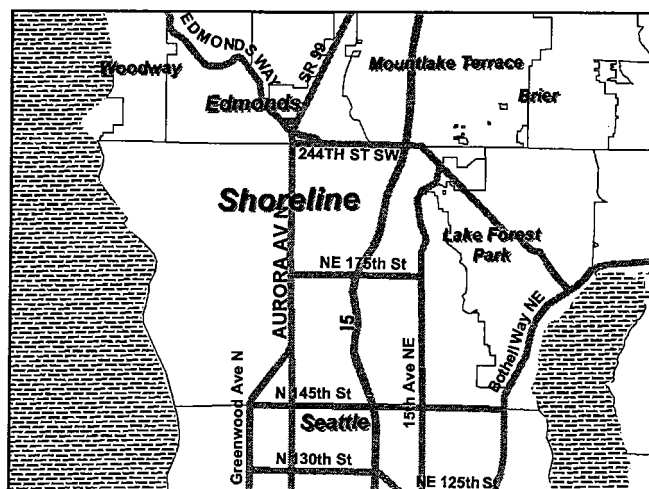 EDMONDS WAY
SR 99
Woodway
Mountlake Terrace
Edmonds
Brier
244TH ST SW
Shoreline
AURORA AV N
Lake Forest
Park
NE 175th St
I5
15th Ave NE
Bothell Way NE
Greenwood Ave N
N 145th St
Seattle
N 130th St
NE 125th St